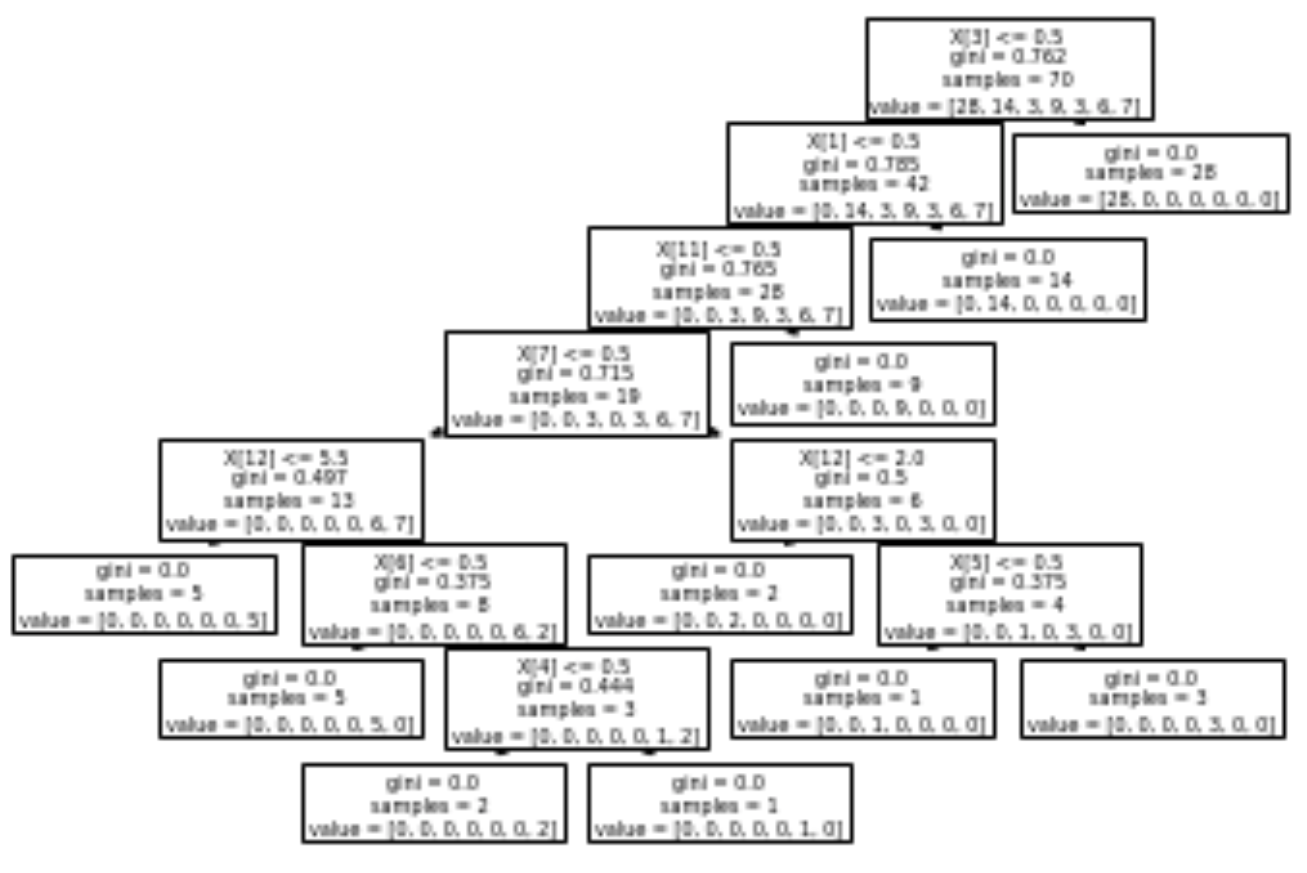 X[3] <= 0.5
gini = 0.762
samples = 70
value = [28, 14, 3, 9, 3, 6, 7]
X[1] <= 0.5
gini = 0.785
samples = 42
value = [0, 14, 3, 9, 3, 6, 7]
gini = 0.0
samples = 28
value = [28, 0, 0, 0, 0, 0, 0]
X[11] <= 0.5
gini = 0.765
samples = 28
value = [0, 0, 3, 9, 3, 6, 7]
gini = 0.0
samples = 14
value = [0, 14, 0, 0, 0, 0, 0]
X[7] <= 0.5
gini = 0.715
samples = 19
value = [0, 0, 3, 0, 3, 6, 7]
gini = 0.0
samples = 9
value = [0, 0, 0, 9, 0, 0, 0]
X[12] <= 5.5
gini = 0.497
samples = 13
value = [0, 0, 0, 0, 0, 6, 7]
X[12] <= 2.0
gini = 0.5
samples = 6
value = [0, 0, 3, 0, 3, 0, 0]
gini = 0.0
samples = 5
value = [0, 0, 0, 0, 0, 0, 5]
X[6] <= 0.5
gini = 0.375
samples = 8
value = [0, 0, 0, 0, 0, 6, 2]
gini = 0.0
samples = 2
value = [0, 0, 2, 0, 0, 0, 0]
X[5] <= 0.5
gini = 0.375
samples = 4
value = [0, 0, 1, 0, 3, 0, 0]
gini = 0.0
samples = 5
value = [0, 0, 0, 0, 0, 5, 0]
X[4] <= 0.5
gini = 0.444
samples = 3
value = [0, 0, 0, 0, 0, 1, 2]
gini = 0.0
samples = 1
value = [0, 0, 1, 0, 0, 0, 0]
gini = 0.0
samples = 3
value = [0, 0, 0, 0, 3, 0, 0]
gini = 0.0
samples = 2
value = [0, 0, 0, 0, 0, 0, 2]
gini = 0.0
samples = 1
value = [0, 0, 0, 0, 0, 1, 0]